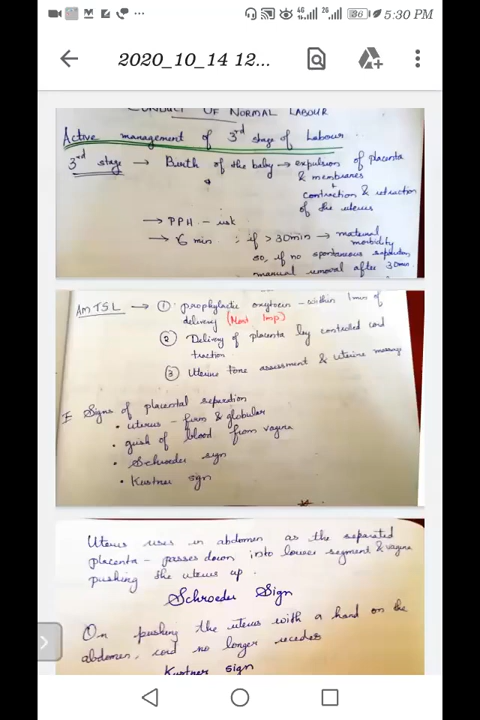 5:30 PM
2020_10_14 12...
CONDUCT OF NORMAL LABOUR
Active management of 3rd stage of Labour
3rd stage → Birth of the baby → expulsion of placenta
& membranes
+
contraction & retraction
of the uterus
→ PPH - risk
→ 6 min : if > 30min → maternal
morbidity
so, if no spontaneous separation
manual removal after 30min
AMTSL → ① prophylactic oxytocin - within 1min of
delivery (Most Imp)
② Delivery of placenta by controlled cord
traction
③ Uterine tone assessment & uterine massage
I Signs of placental separation
• uterus - firm & globular
• gush of blood from vagina
• Schroeder sign
• Kustner sign
Uterus rises in abdomen as the separated
placenta - passes down into lower segment & vagina
pushing the uterus up.
Schroeder Sign
On pushing the uterus with a hand on the
abdomen, cord no longer recedes
Kustner sign